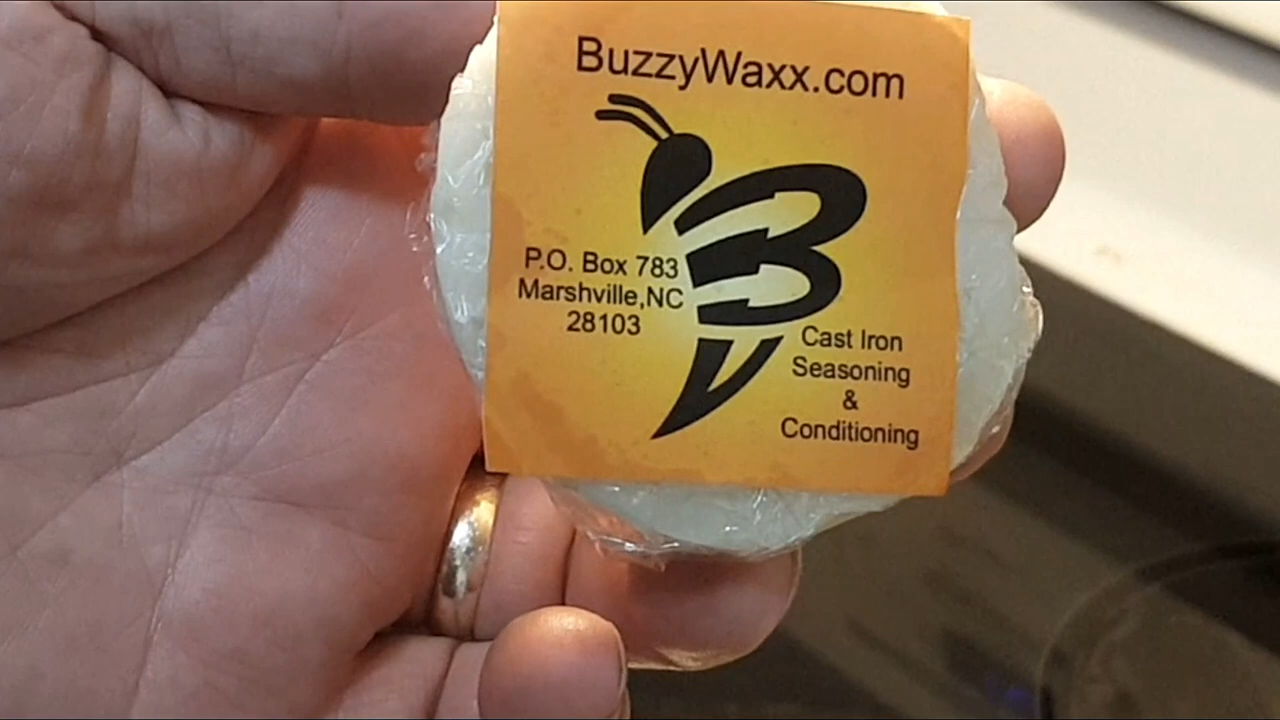 BuzzyWaxx.com
P.O. Box 783
Marshville,NC
28103
Cast Iron
Seasoning
&
Conditioning